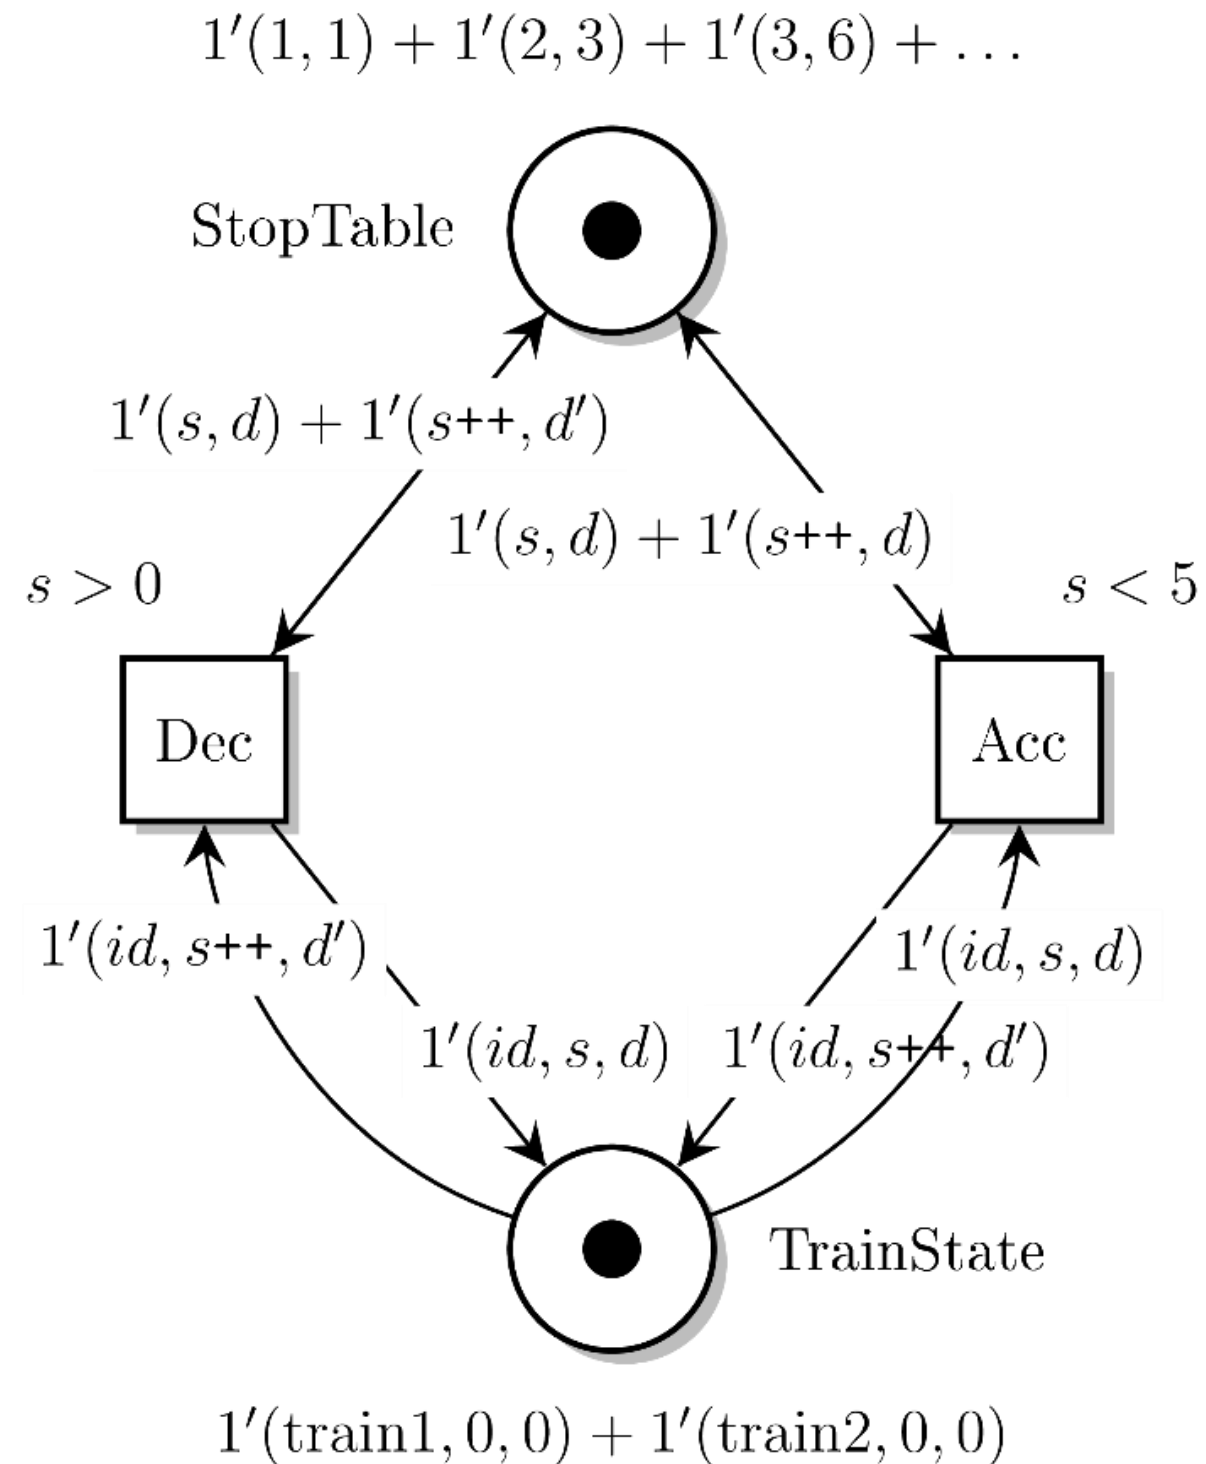 1′(1, 1) + 1′(2, 3) + 1′(3, 6) + . . .
StopTable
1′(s, d) + 1′(s++, d′)
1′(s, d) + 1′(s++, d)
s > 0
s < 5
Dec
Acc
1′(id, s++, d′)
1′(id, s, d)
1′(id, s, d)
1′(id, s++, d′)
TrainState
1′(train1, 0, 0) + 1′(train2, 0, 0)